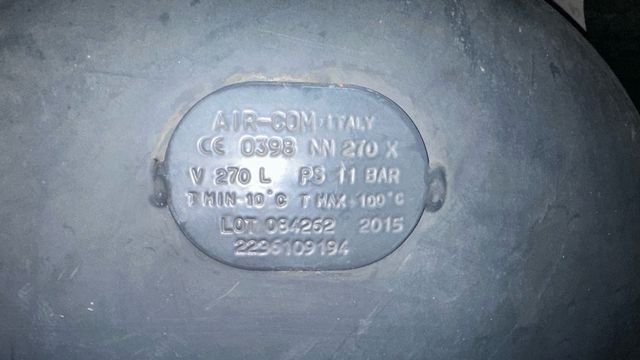 AIR-COM ITALY
CE 0398 NN 270 X
V 270 L PS 11 BAR
T MIN -10°C T MAX 100°C
LOT 084262 2015
2236109194